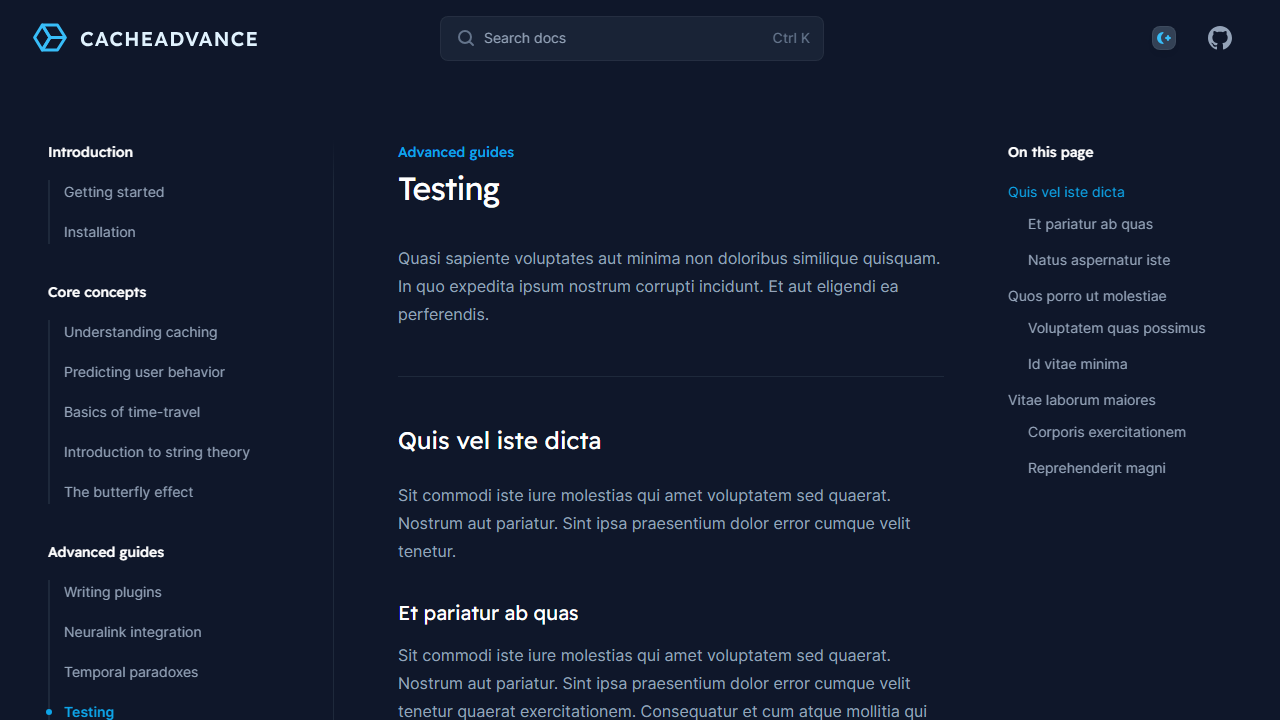 CACHEADVANCE
Search docs
Ctrl K
Introduction
Getting started
Installation
Core concepts
Understanding caching
Predicting user behavior
Basics of time-travel
Introduction to string theory
The butterfly effect
Advanced guides
Writing plugins
Neuralink integration
Temporal paradoxes
Testing
Advanced guides
Testing
Quasi sapiente voluptates aut minima non doloribus similique quisquam.
In quo expedita ipsum nostrum corrupti incidunt. Et aut eligendi ea
perferendis.
Quis vel iste dicta
Sit commodi iste iure molestias qui amet voluptatem sed quaerat.
Nostrum aut pariatur. Sint ipsa praesentium dolor error cumque velit
tenetur.
Et pariatur ab quas
Sit commodi iste iure molestias qui amet voluptatem sed quaerat.
Nostrum aut pariatur. Sint ipsa praesentium dolor error cumque velit
tenetur quaerat exercitationem. Consequatur et cum atque mollitia qui
On this page
Quis vel iste dicta
Et pariatur ab quas
Natus aspernatur iste
Quos porro ut molestiae
Voluptatem quas possimus
Id vitae minima
Vitae laborum maiores
Corporis exercitationem
Reprehenderit magni